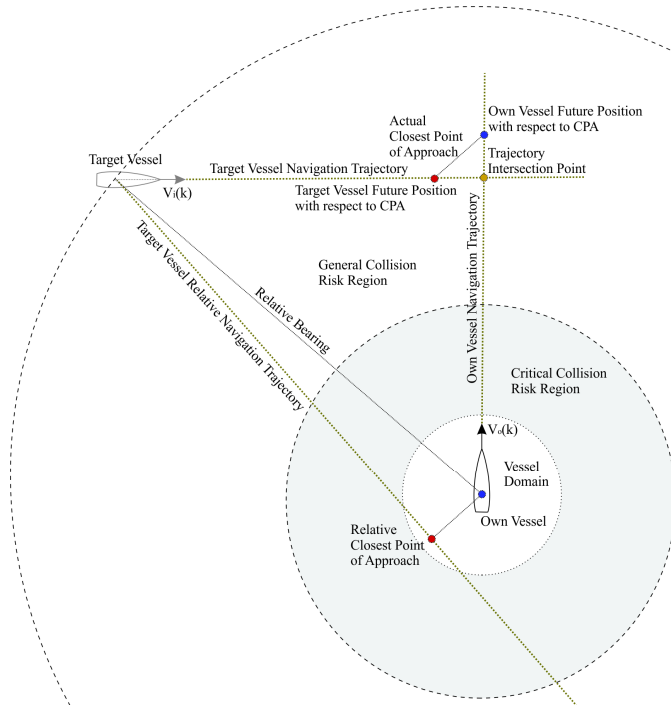 Own Vessel Future Position
with respect to CPA
Actual
Closest Point
of Approach
Trajectory
Intersection Point
Target Vessel
Target Vessel Navigation Trajectory
Vi(k)
Target Vessel Future Position
with respect to CPA
Own Vessel Navigation Trajectory
Target Vessel Relative Navigation Trajectory
Relative Bearing
General Collision
Risk Region
Critical Collision
Risk Region
Vo(k)
Vessel
Domain
Own Vessel
Relative
Closest Point
of Approach